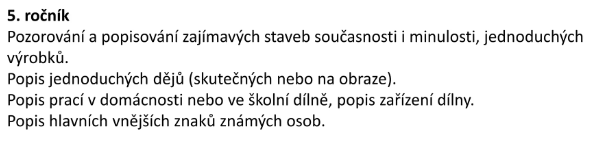 5. ročník
Pozorování a popisování zajímavých staveb současnosti i minulosti, jednoduchých
výrobků.
Popis jednoduchých dějů (skutečných nebo na obraze).
Popis prací v domácnosti nebo ve školní dílně, popis zařízení dílny.
Popis hlavních vnějších znaků známých osob.